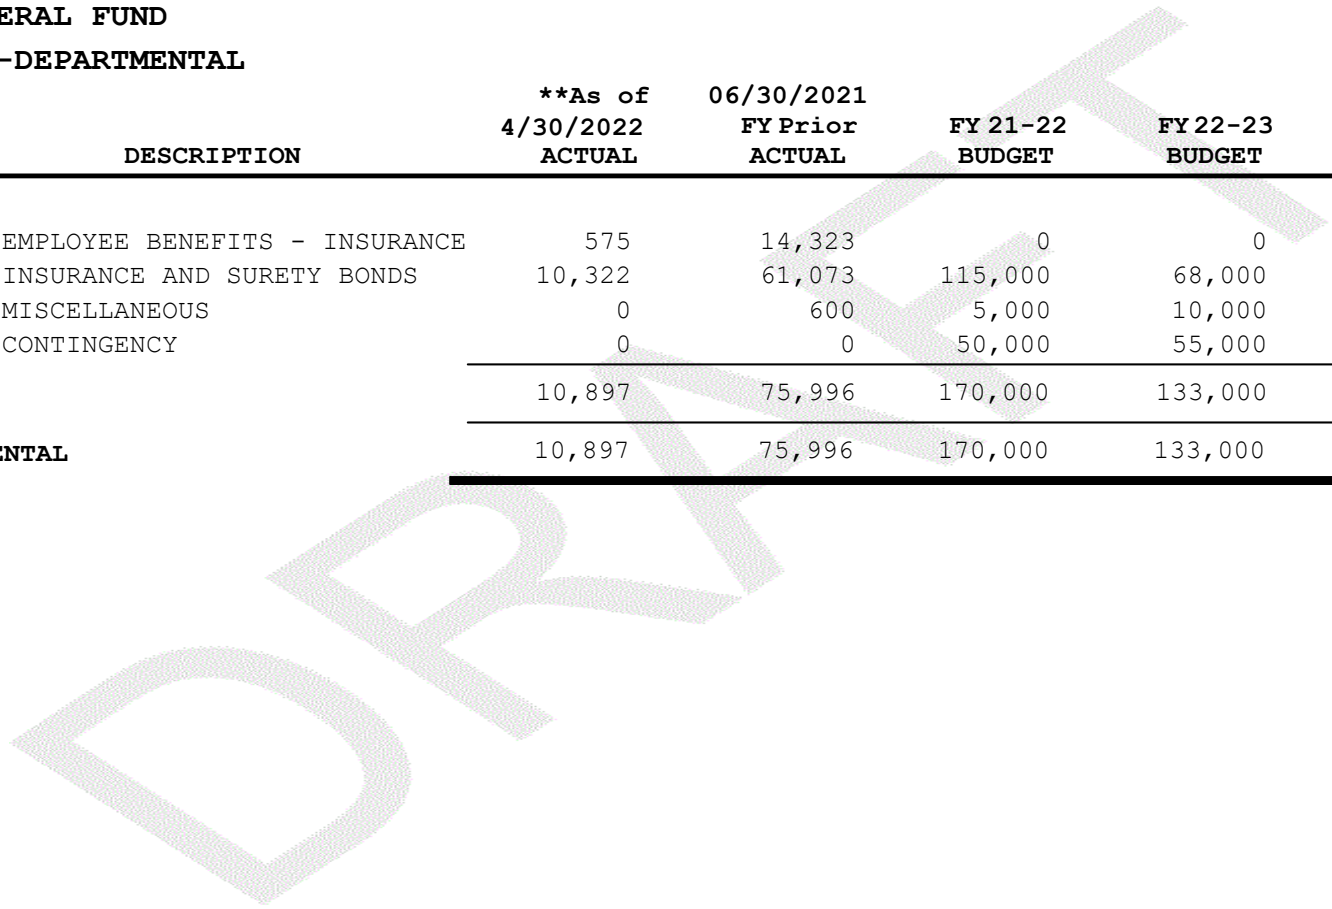 ERAL FUND
-DEPARTMENTAL
**As of 06/30/2021
4/30/2022 FY Prior FY 21-22 FY 22-23
DESCRIPTION ACTUAL ACTUAL BUDGET BUDGET
EMPLOYEE BENEFITS - INSURANCE 575 14,323 0 0
INSURANCE AND SURETY BONDS 10,322 61,073 115,000 68,000
MISCELLANEOUS 0 600 5,000 10,000
CONTINGENCY 0 0 50,000 55,000
10,897 75,996 170,000 133,000
ENTAL 10,897 75,996 170,000 133,000
DRAFT